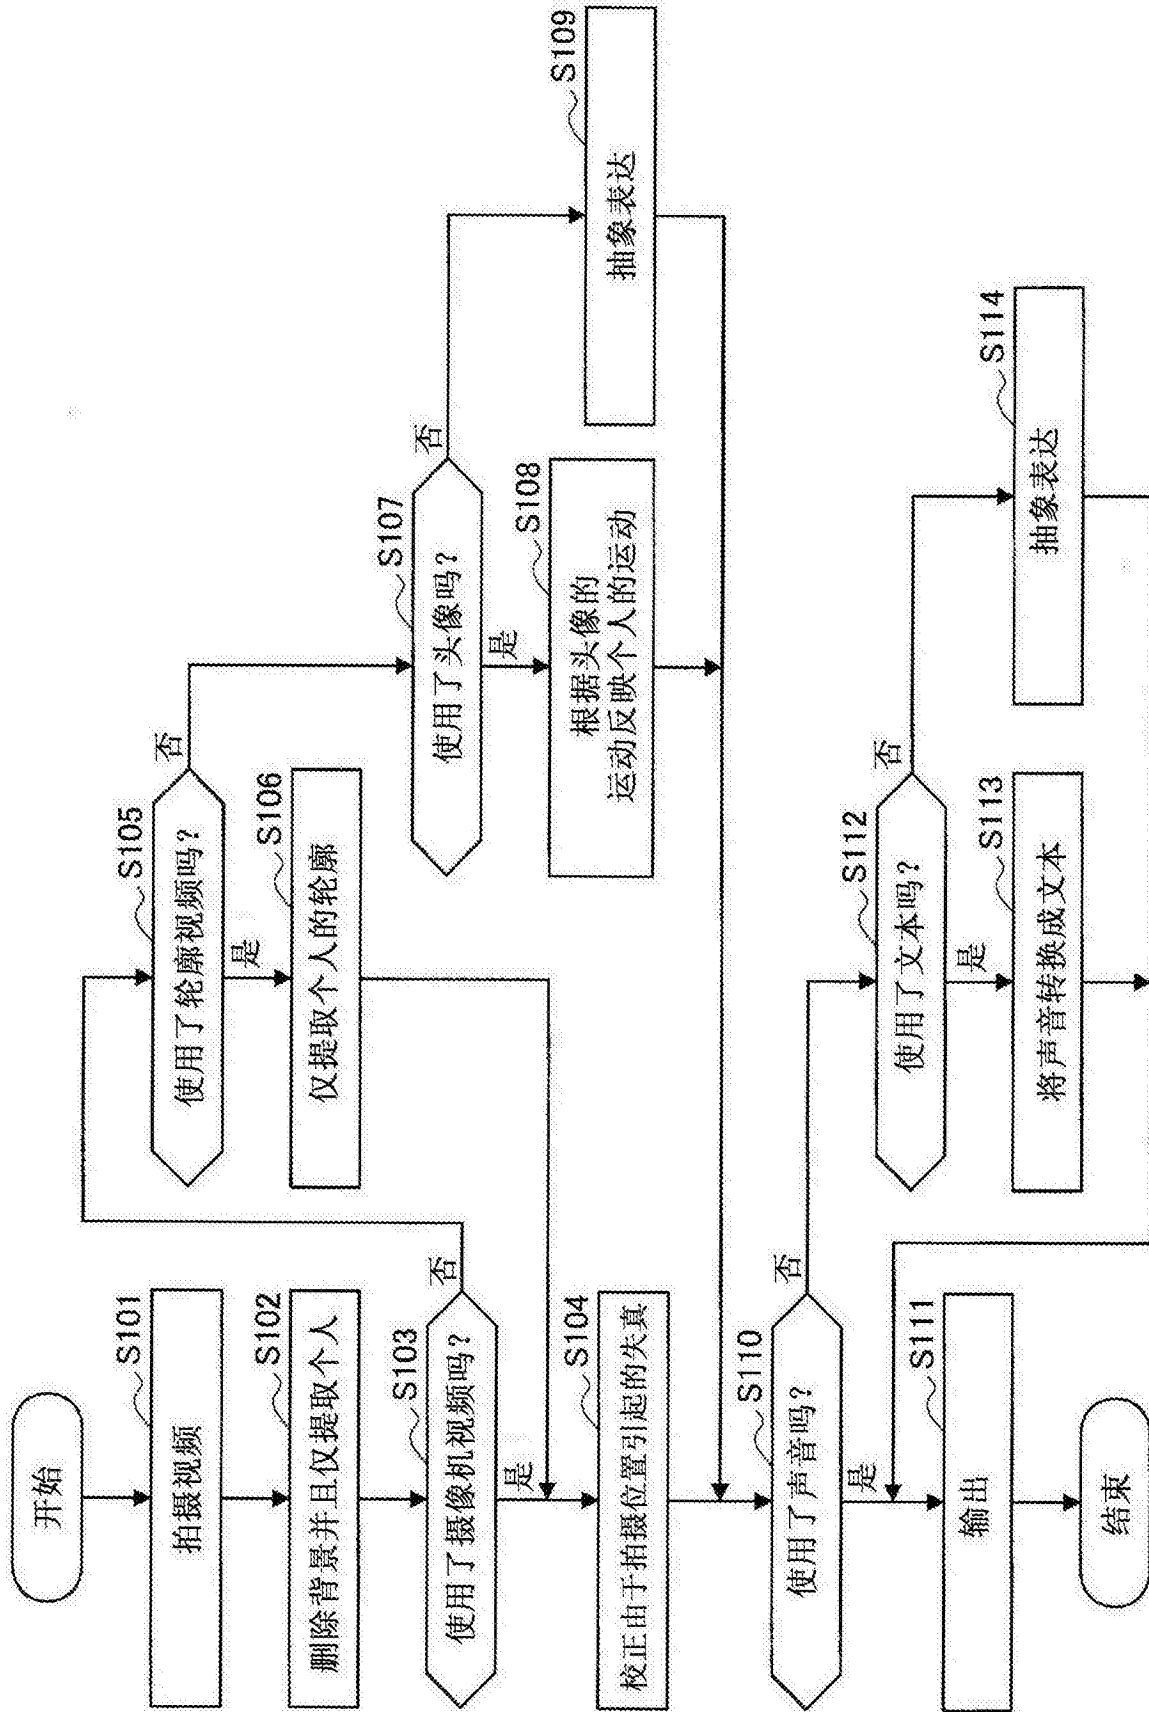 开始
S101
拍摄视频
S102
删除背景并且仅提取个人
S103
使用了摄像机视频吗?
否
是
S104
校正由于拍摄位置引起的失真
S105
使用了轮廓视频吗?
否
是
S106
仅提取个人的轮廓
S107
使用了头像吗?
否
是
S108
根据头像的
运动反映个人的运动
S109
抽象表达
S110
使用了声音吗?
否
是
S111
输出
S112
使用了文本吗?
否
是
S113
将声音转换成文本
S114
抽象表达
结束